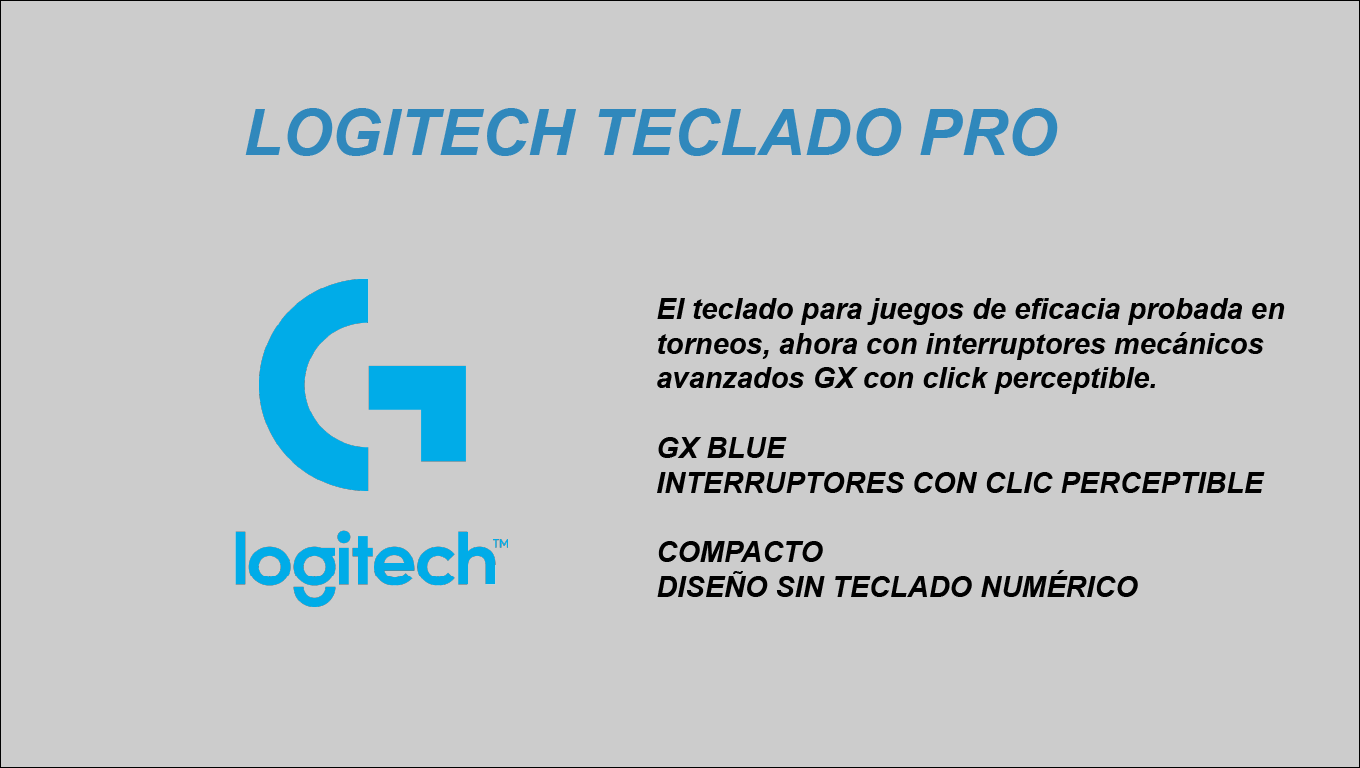 LOGITECH TECLADO PRO
El teclado para juegos de eficacia probada en
torneos, ahora con interruptores mecánicos
avanzados GX con click perceptible.
GX BLUE
INTERRUPTORES CON CLIC PERCEPTIBLE
COMPACTO
DISEÑO SIN TECLADO NUMÉRICO
G
logitech™